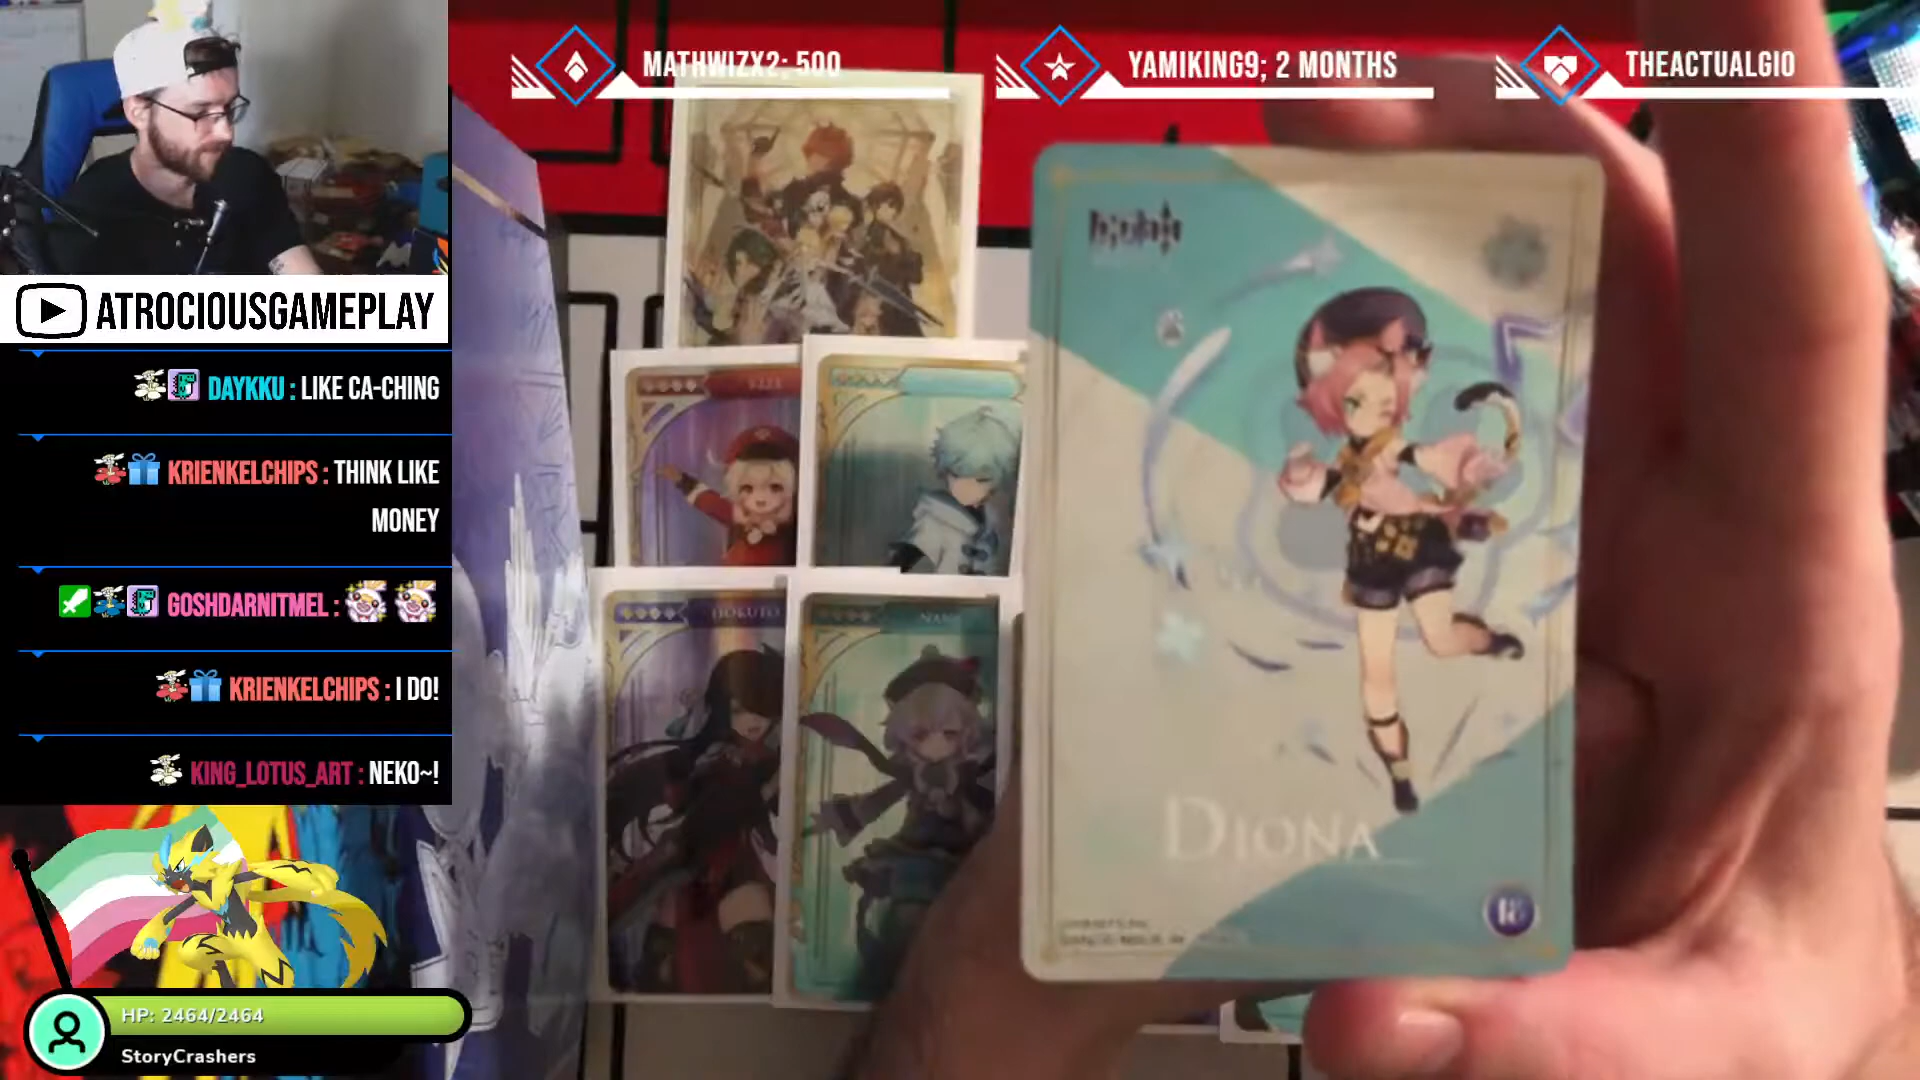 MATHWIZX2; 500
YAMIKING9; 2 MONTHS
THEACTUALGIO
ATROCIOUSGAMEPLAY
DAYKKU : LIKE CA-CHING
KRIENKELCHIPS : THINK LIKE
MONEY
GOSHDARNITMEL :
KRIENKELCHIPS : I DO!
KING_LOTUS_ART : NEKO~!
HP: 2464/2464
StoryCrashers
HOKUTO
DIONA
R